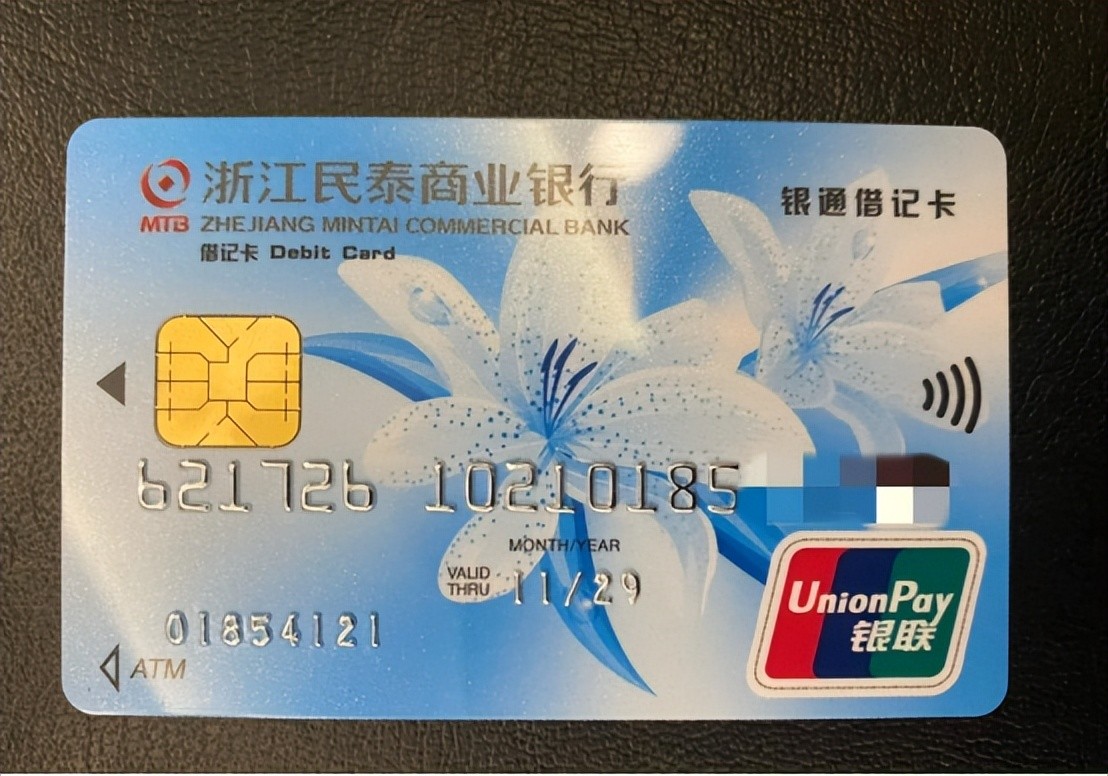 浙江民泰商业银行
MTB ZHEJIANG MINTAI COMMERCIAL BANK
借记卡 Debit Card
银通借记卡
621726 10210185
MONTH/YEAR
VALID THRU 11/29
01854121
ATM
UnionPay
银联